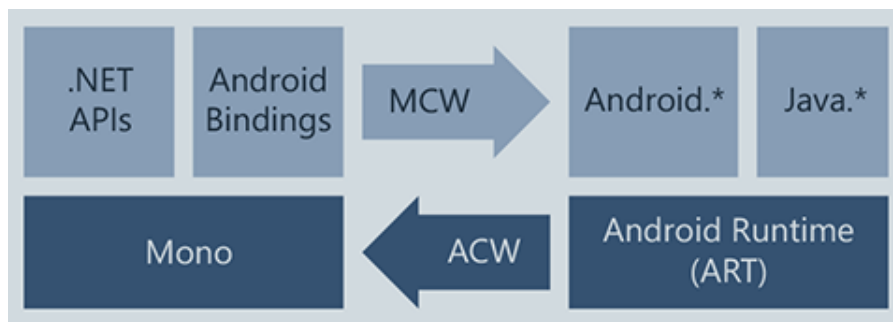 .NET
APIs
Android
Bindings
MCW
Android.*
Java.*
Mono
ACW
Android Runtime
(ART)